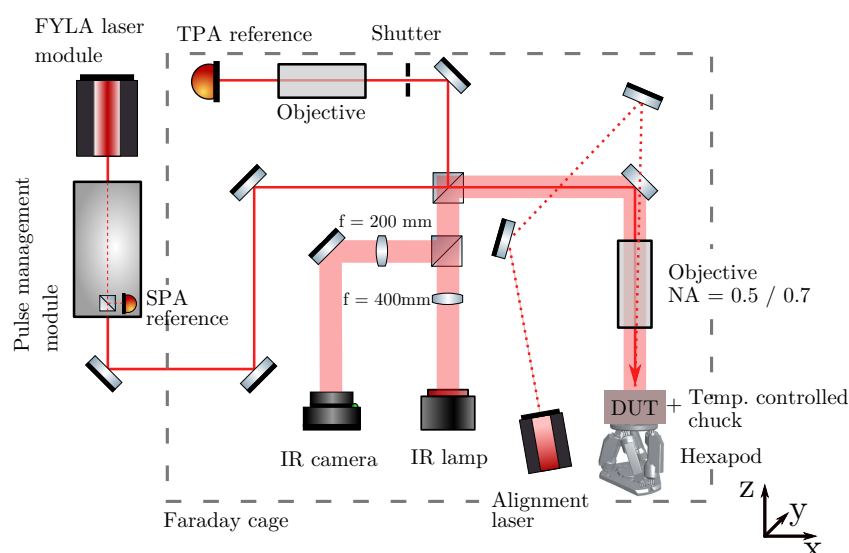 FYLA laser
module
TPA reference
Shutter
Objective
Pulse management
module
SPA
reference
f = 200 mm
f = 400mm
Objective
NA = 0.5 / 0.7
DUT
+ Temp. controlled
chuck
IR camera
IR lamp
Hexapod
Alignment
laser
Faraday cage
z
y
x